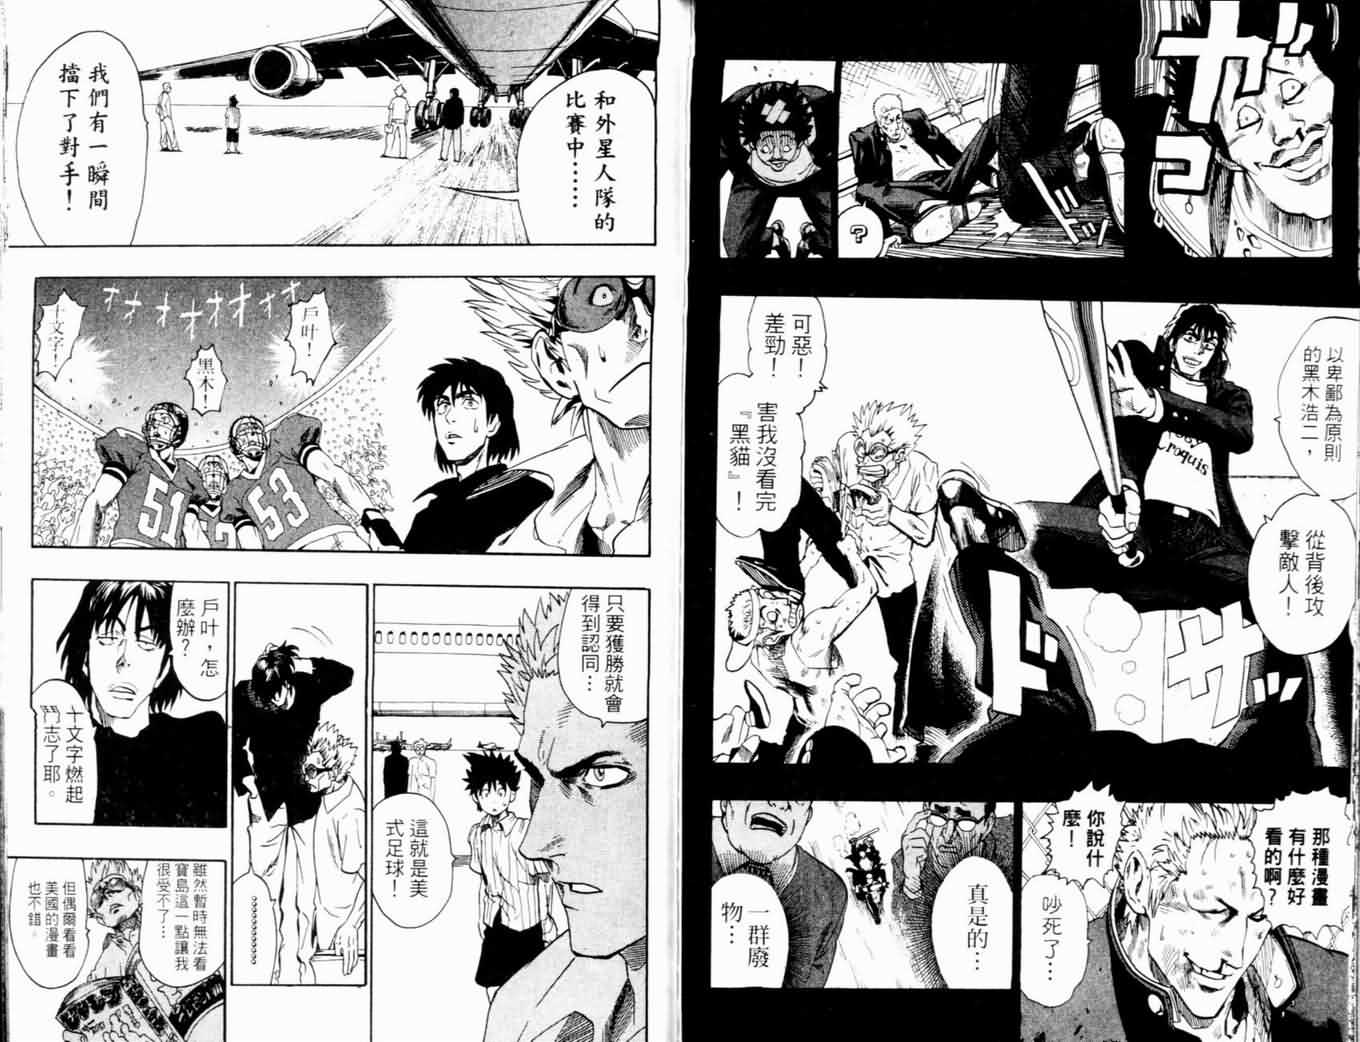 ガゴッ
?
以卑鄙為原則
的黑木浩二，
從背後攻
擊敵人！
Croquis
可惡！
差勁！
害我沒看完
『黑貓』！
ザッ
ド
那種漫畫
有什麼好
看的啊？
你說什
麼！
吵死了…
真是的…
一群廢
物…
和外星人隊的
比賽中……
我們有一瞬間
擋下了對手！
オオオオオオオオ
戶叶！
黑木！
十文字！
51
53
只要獲勝就會
得到認同…
這就是美
式足球！
…………
戶叶，怎
麼辦？
十文字燃起
鬥志了耶。
雖然暫時無法看
寶島這一點讓我
很受不了…
但偶爾看看
美國的漫畫
也不錯。